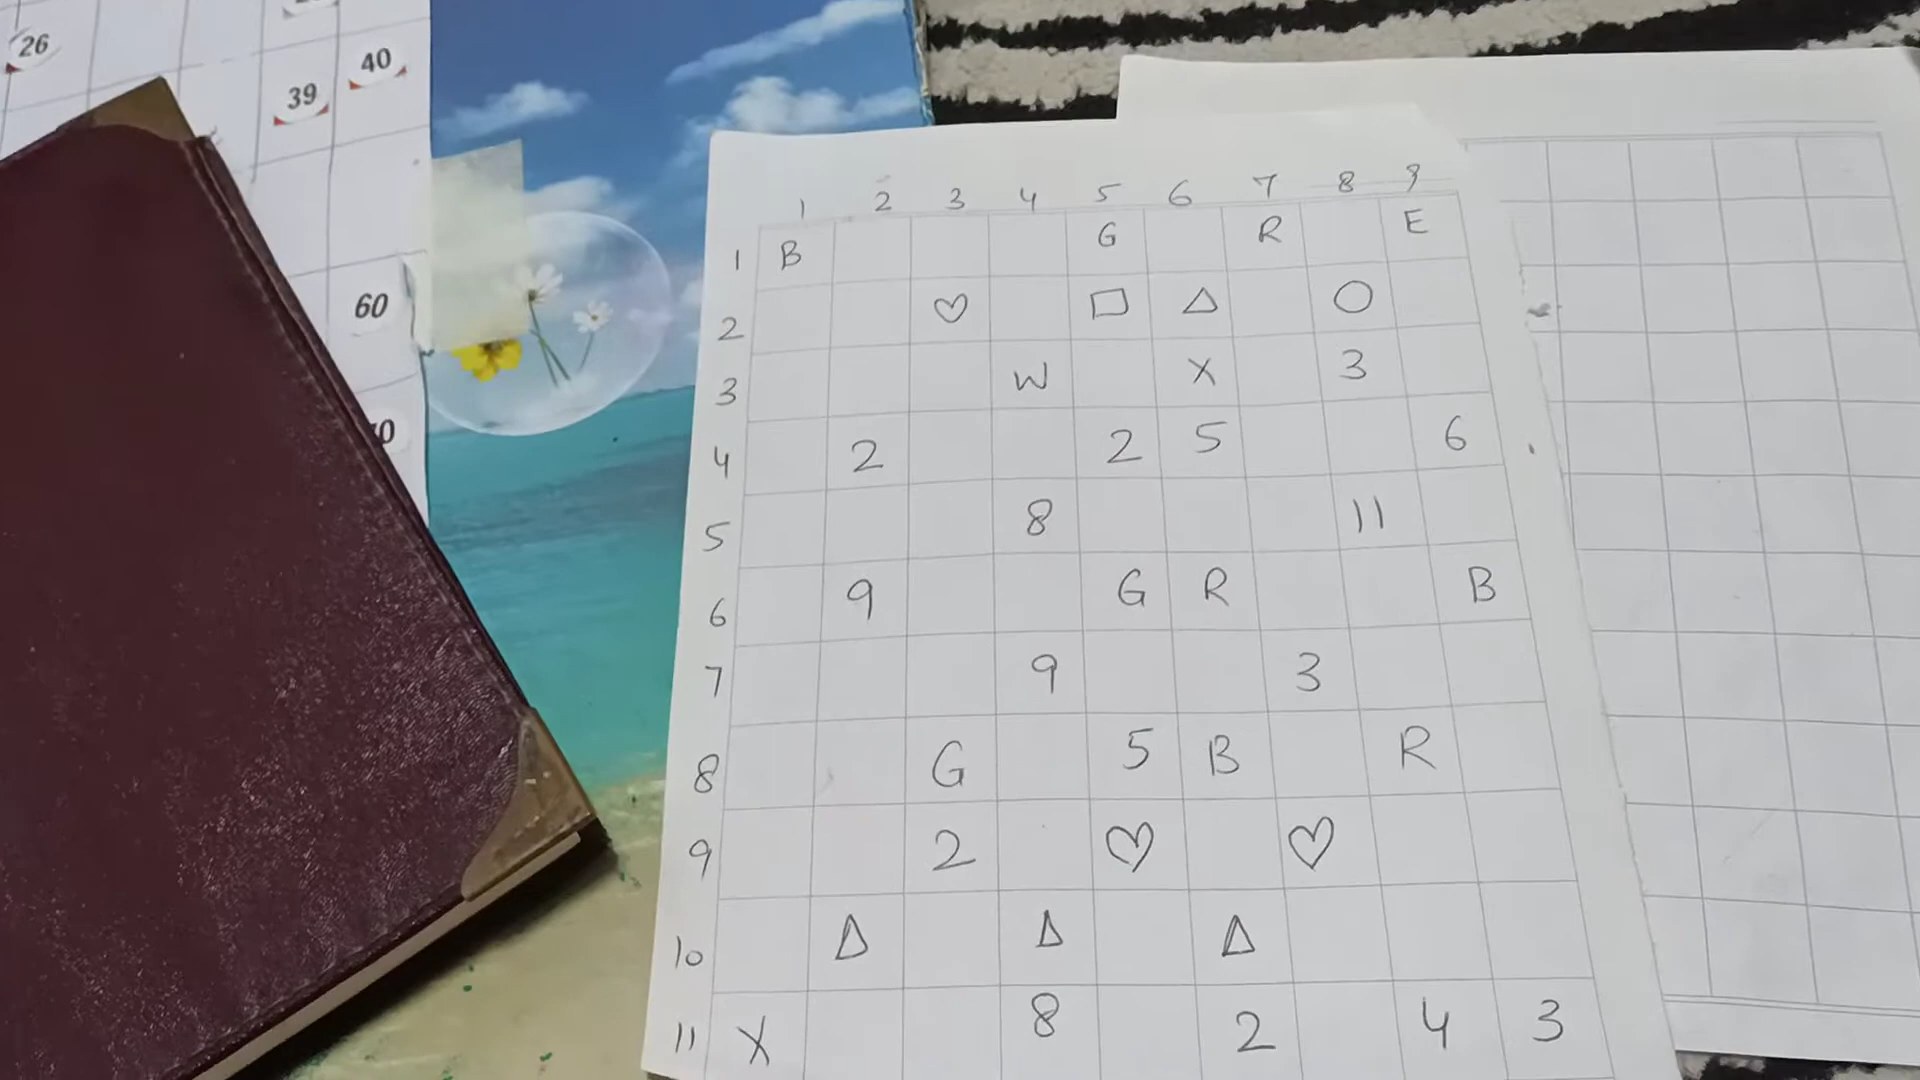 26
39
40
60
1 2 3 4 5 6 7 8 9
1 B G R E
2 ♡ □ △ ○
3 W X 3
4 2 2 5 6
5 8 11
6 9 G R B
7 9 3
8 G 5 B R
9 2 ♡ ♡
10 △ △ △
11 X 8 2 4 3